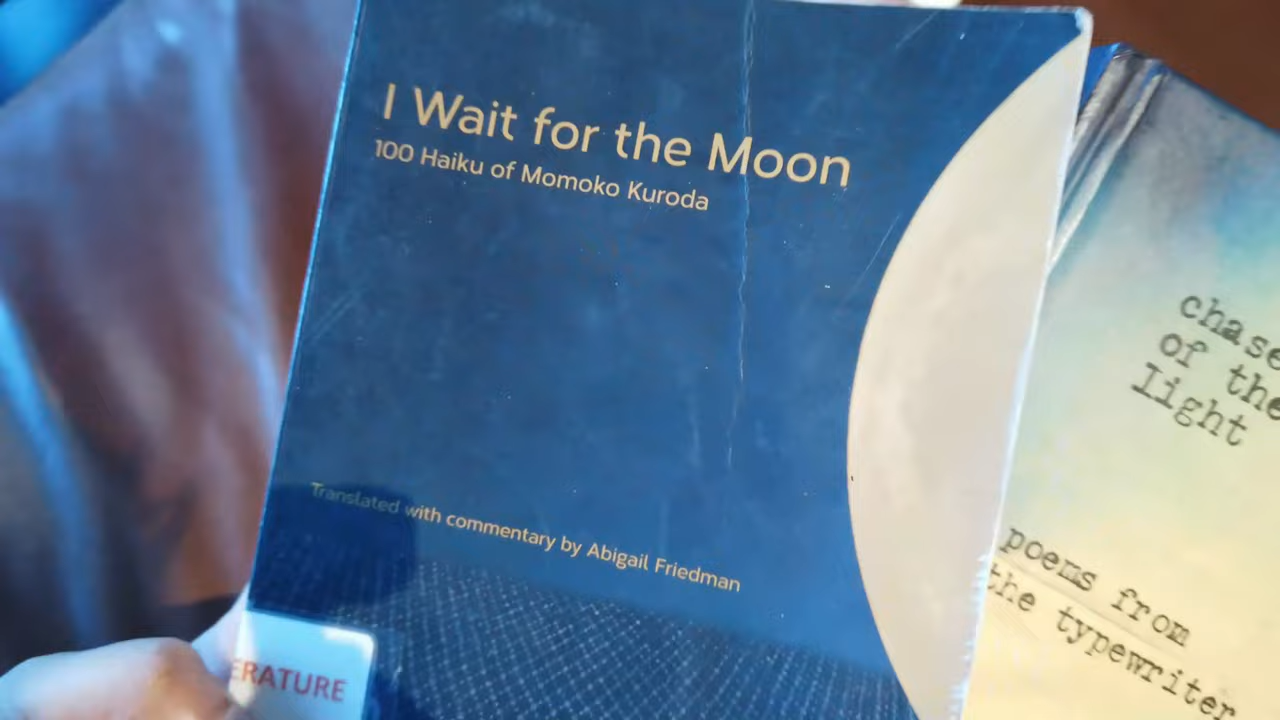 I Wait for the Moon
100 Haiku of Momoko Kuroda
Translated with commentary by Abigail Friedman
ERATURE
chase
of the
light
poems from
the typewriter